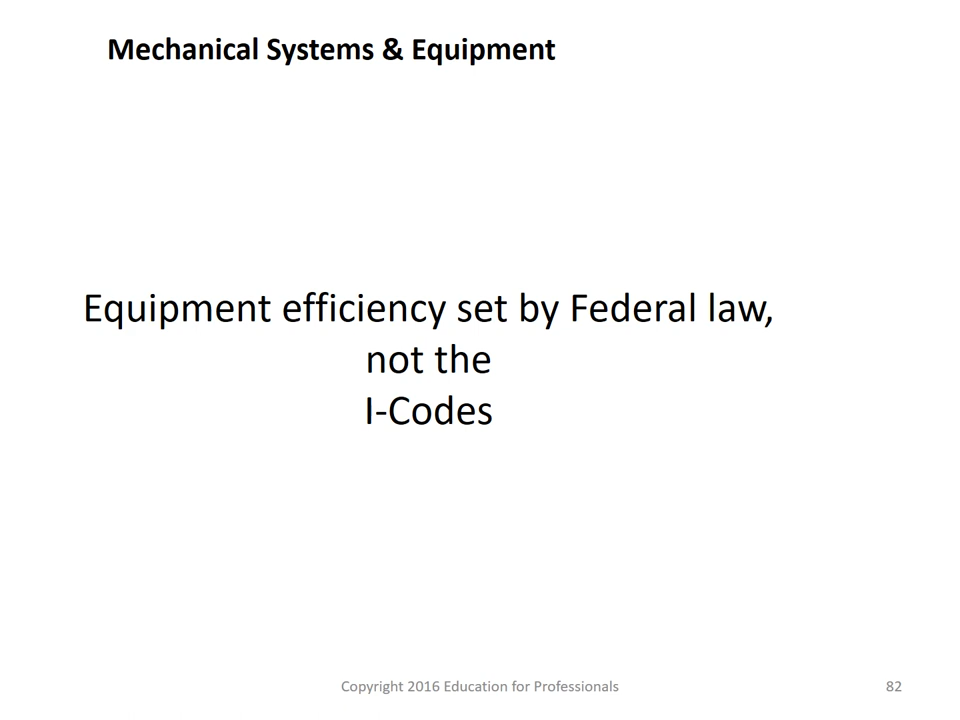 Mechanical Systems & Equipment
Equipment efficiency set by Federal law,
not the
I-Codes
Copyright 2016 Education for Professionals
82